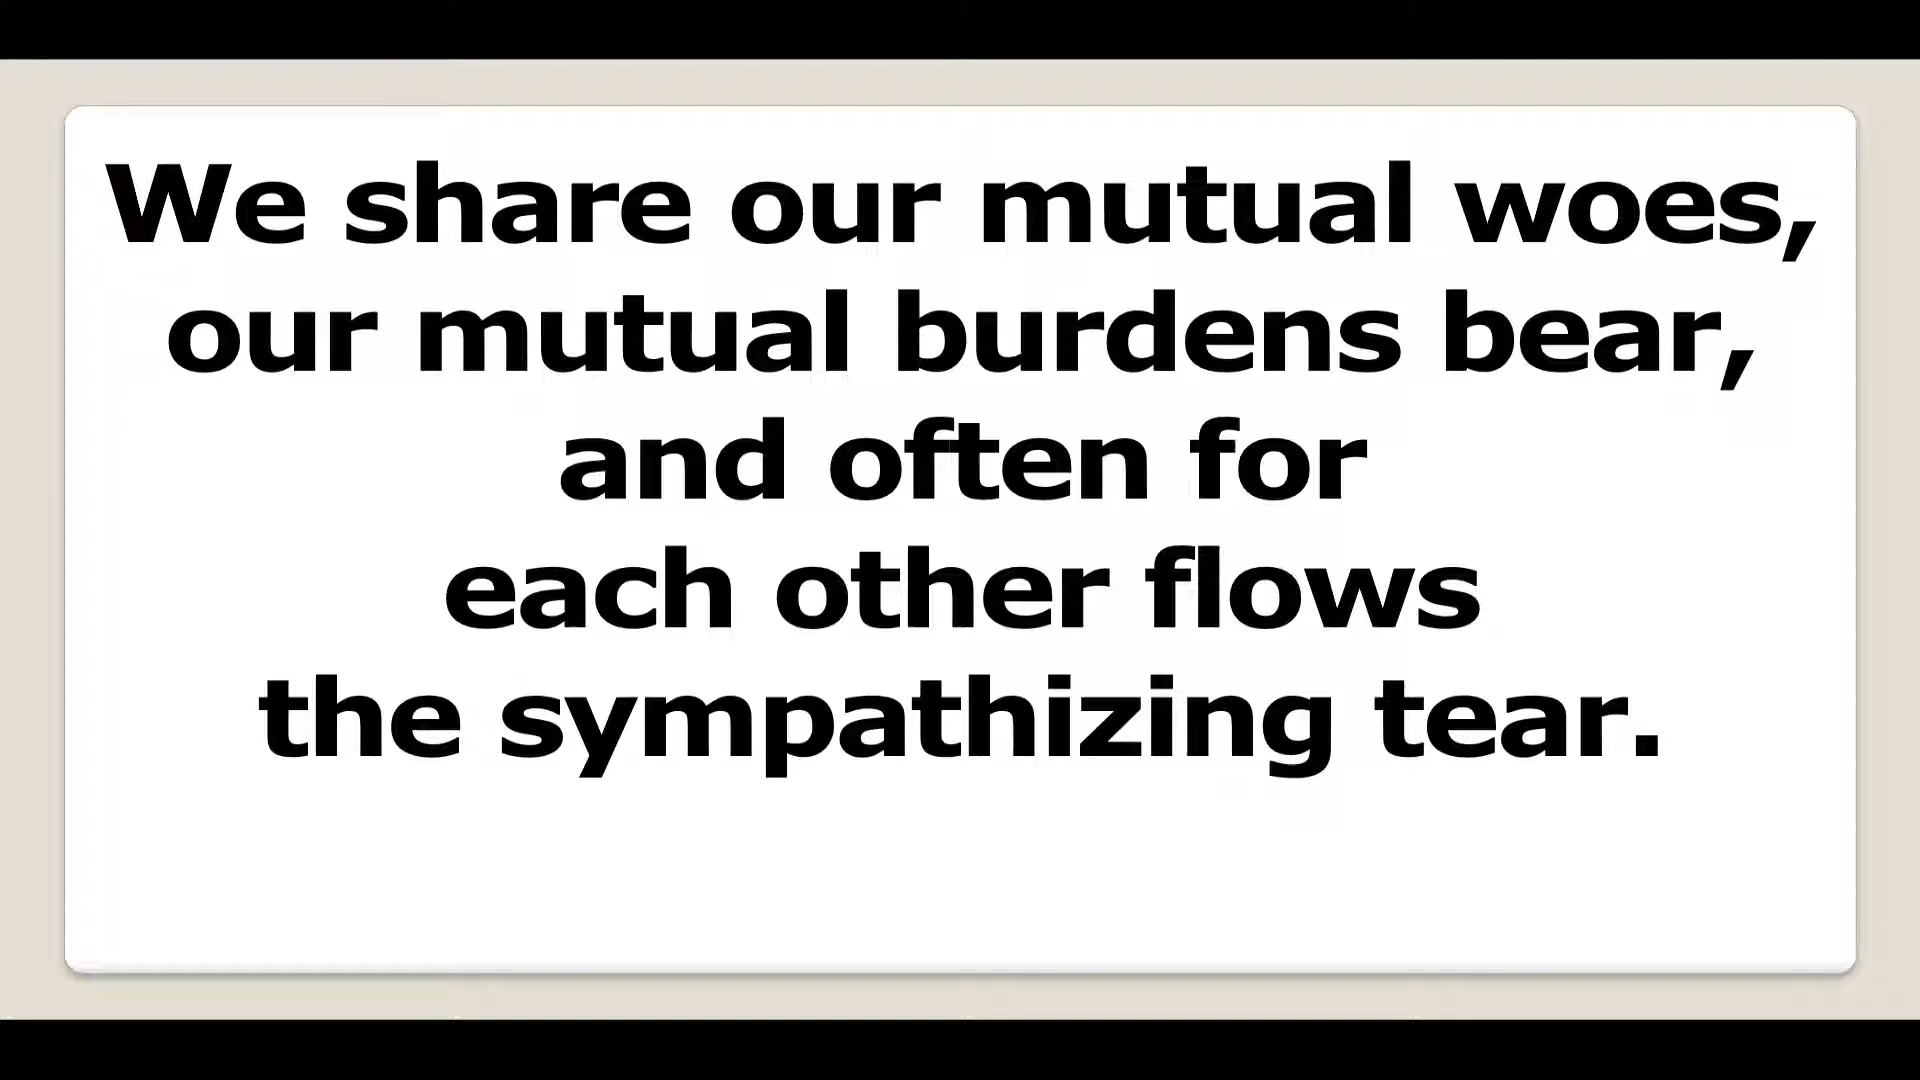 We share our mutual woes,
our mutual burdens bear,
and often for
each other flows
the sympathizing tear.